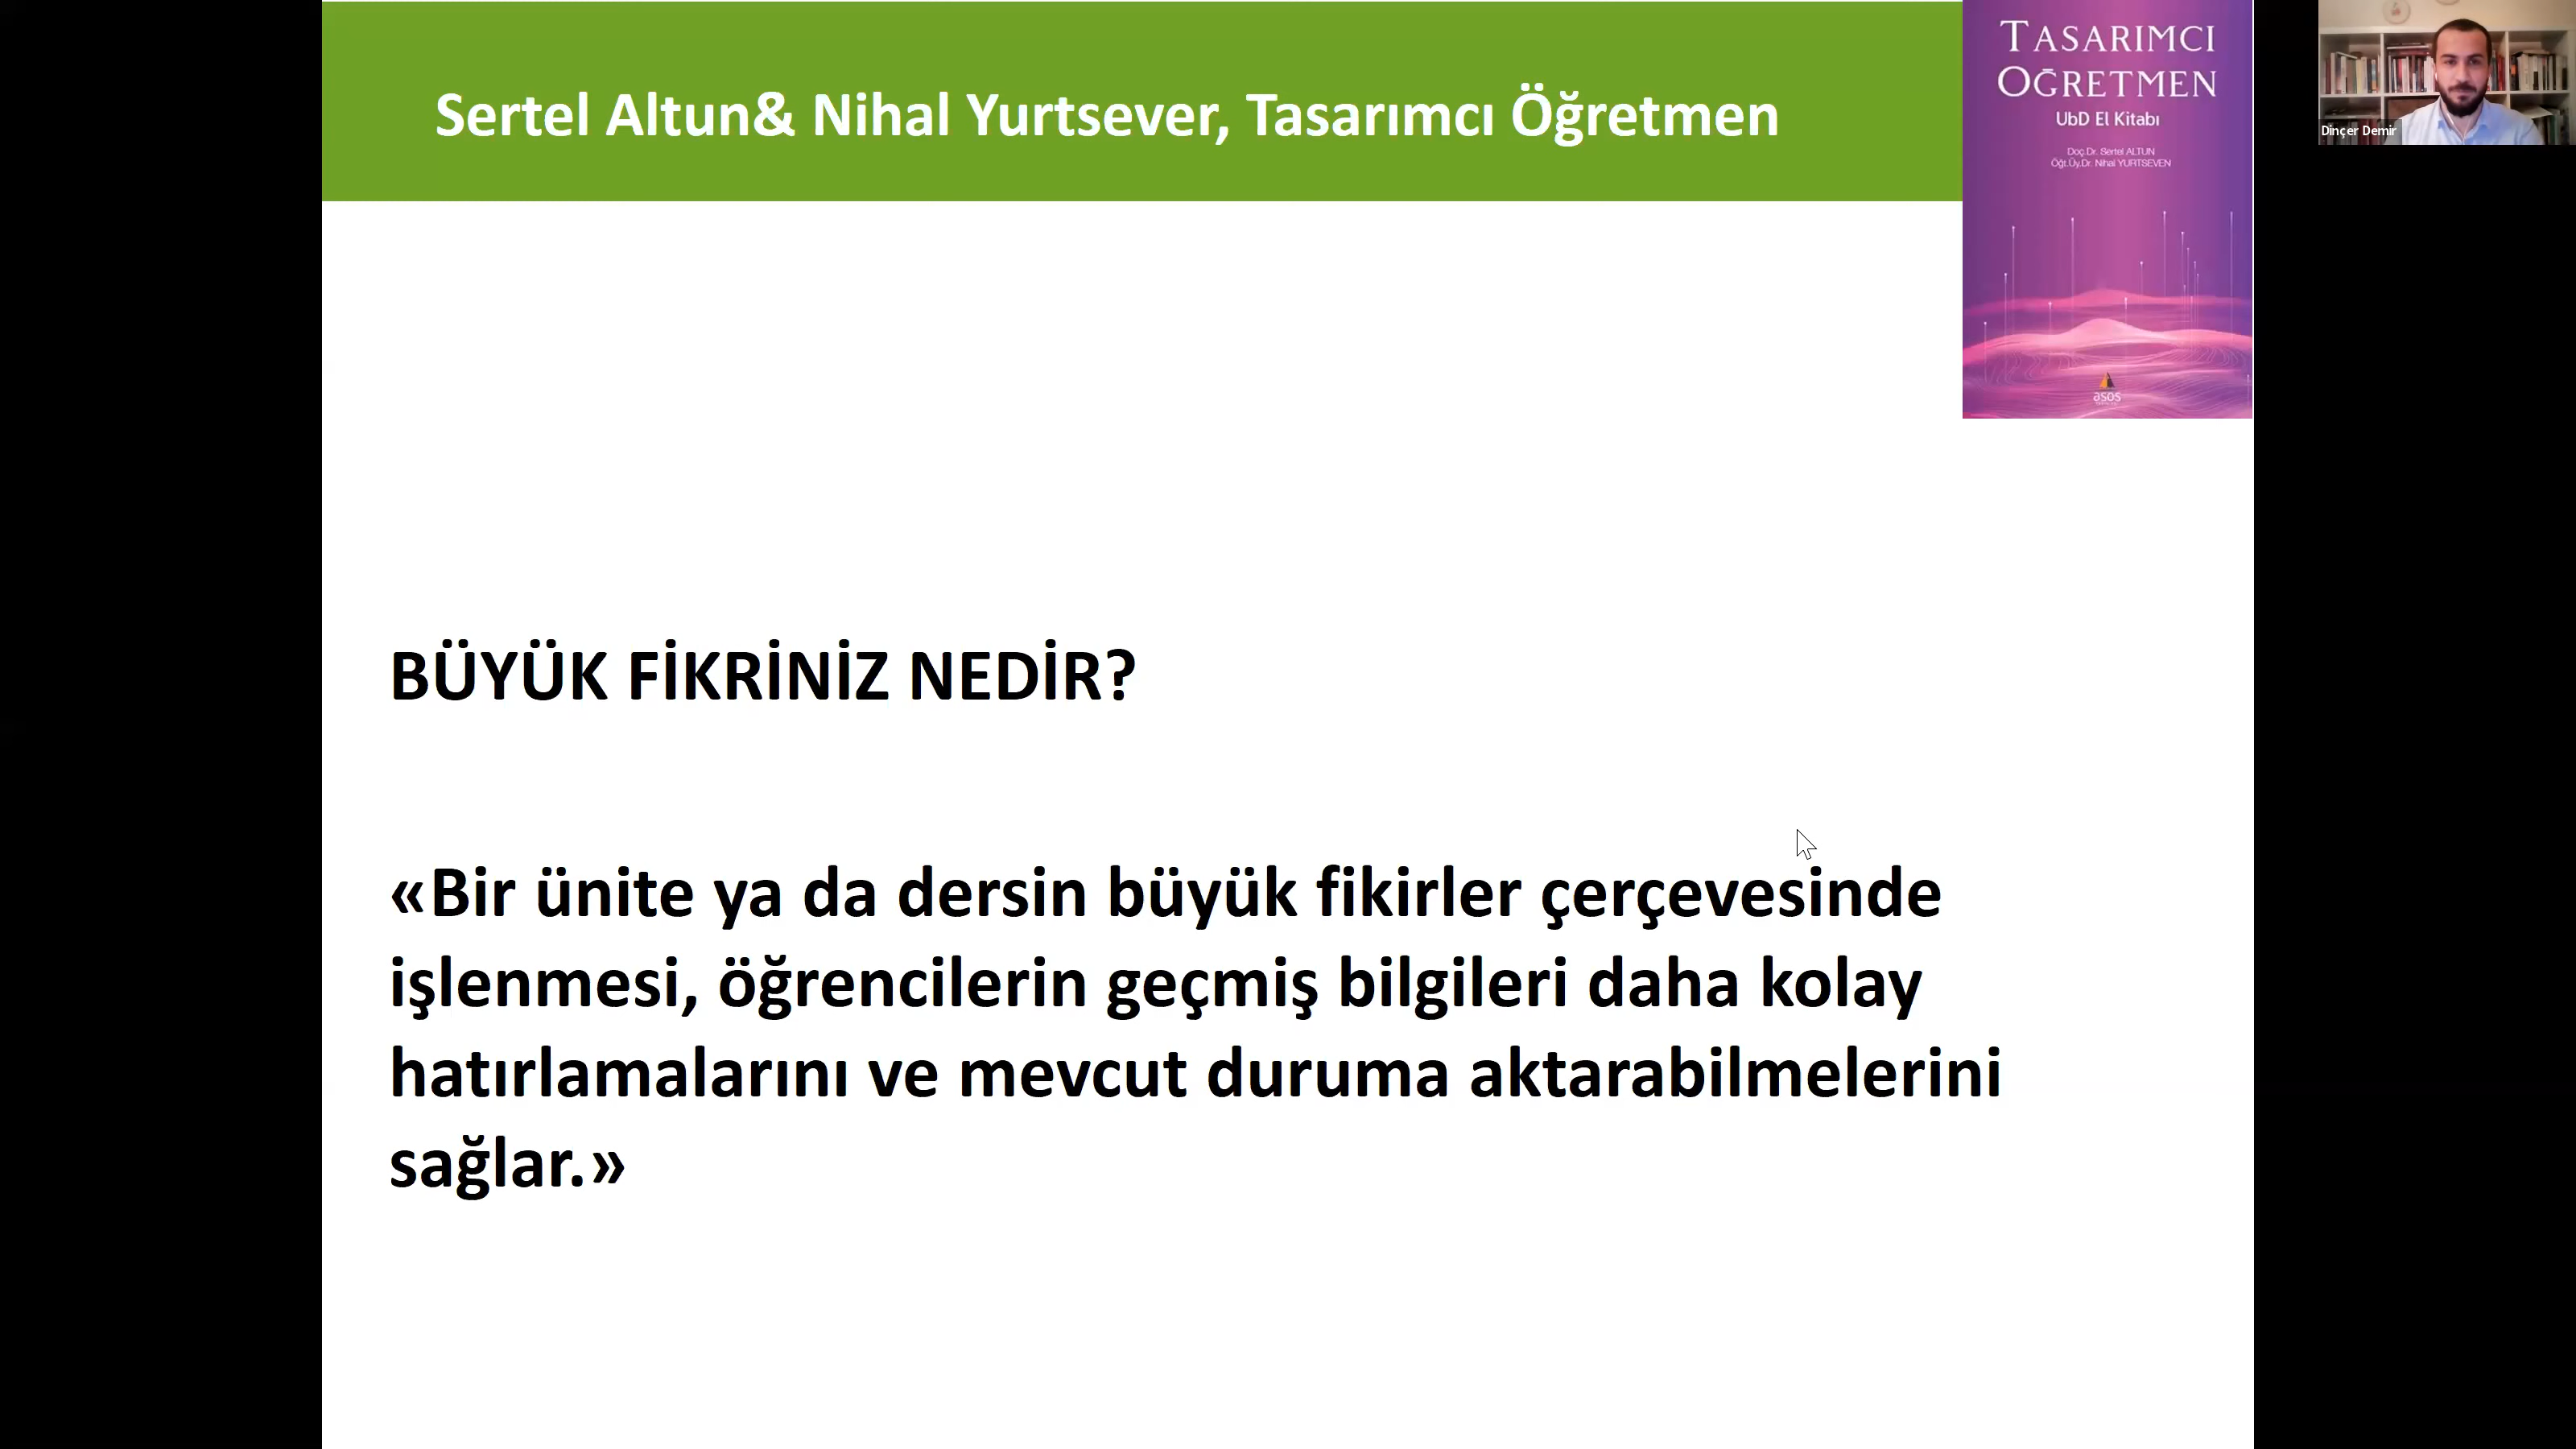 Sertel Altun& Nihal Yurtsever, Tasarımcı Öğretmen
TASARIMCI
ÖĞRETMEN
UbD El Kitabı
Doç.Dr. Sertel ALTUN
Öğt.Üy.Dr. Nihal YURTSEVEN
asos
Dinçer Demir
BÜYÜK FİKRİNİZ NEDİR?
«Bir ünite ya da dersin büyük fikirler çerçevesinde
işlenmesi, öğrencilerin geçmiş bilgileri daha kolay
hatırlamalarını ve mevcut duruma aktarabilmelerini
sağlar.»